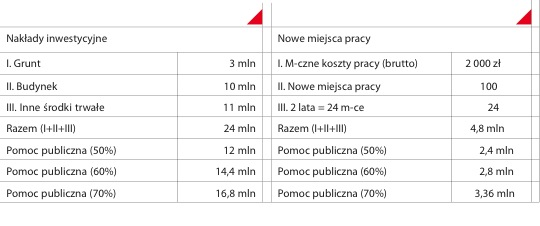 Nakłady inwestycyjne
I. Grunt 3 mln
II. Budynek 10 mln
III. Inne środki trwałe 11 mln
Razem (I+II+III) 24 mln
Pomoc publiczna (50%) 12 mln
Pomoc publiczna (60%) 14,4 mln
Pomoc publiczna (70%) 16,8 mln
Nowe miejsca pracy
I. M-czne koszty pracy (brutto) 2 000 zł
II. Nowe miejsca pracy 100
III. 2 lata = 24 m-ce 24
Razem (I+II+III) 4,8 mln
Pomoc publiczna (50%) 2,4 mln
Pomoc publiczna (60%) 2,8 mln
Pomoc publiczna (70%) 3,36 mln